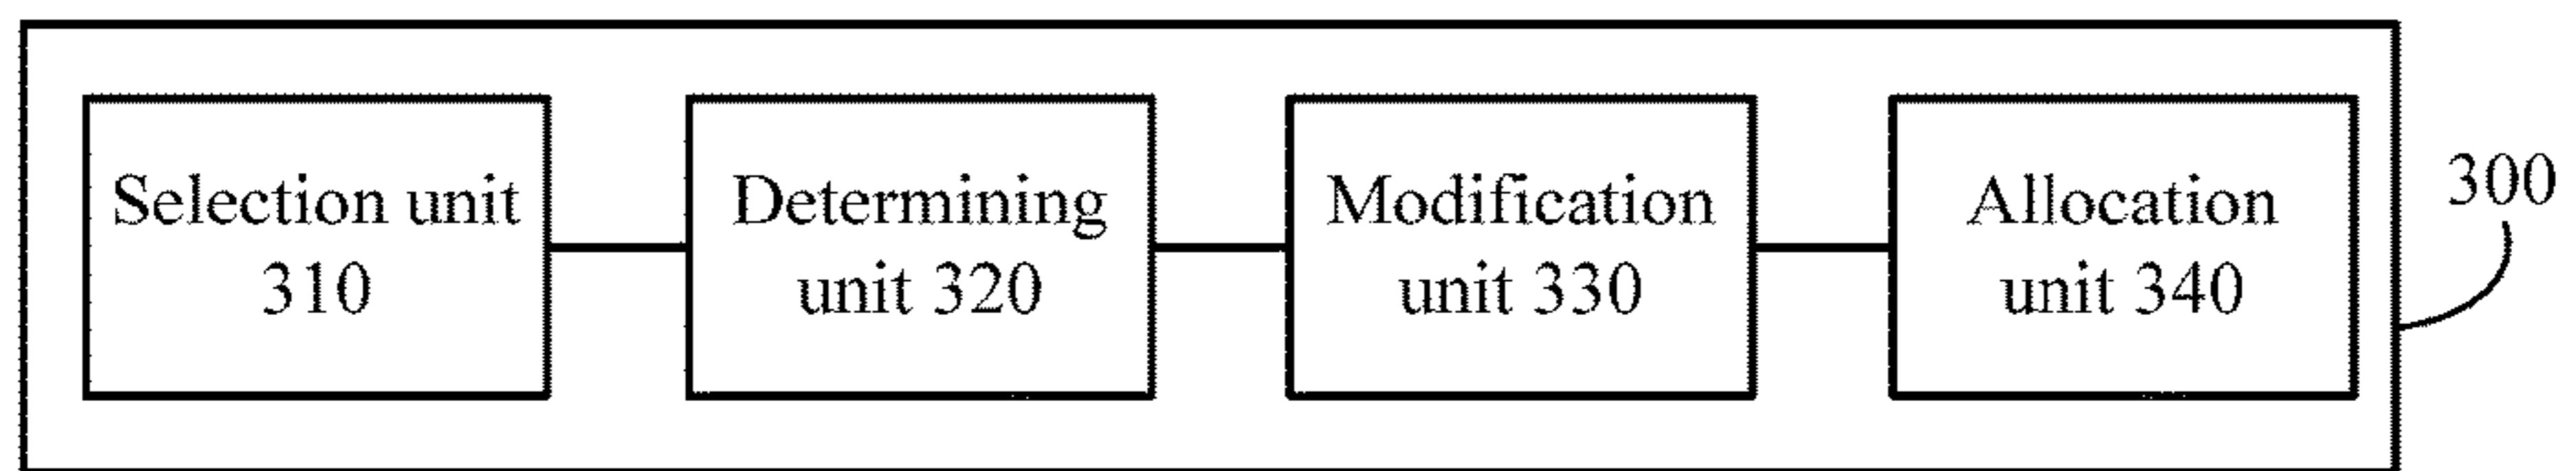 Selection unit
310
Determining
unit 320
Modification
unit 330
Allocation
unit 340
300